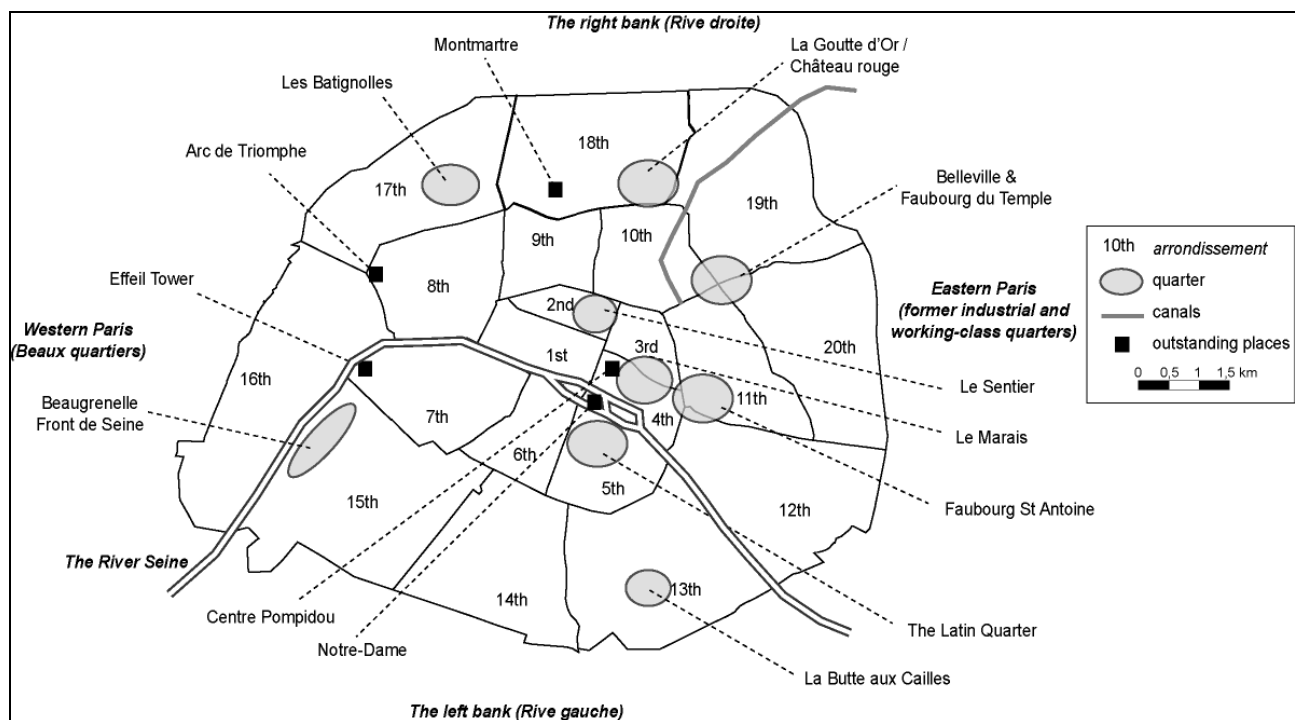 The right bank (Rive droite)
Montmartre
La Goutte d'Or /
Château rouge
Les Batignolles
Arc de Triomphe
18th
17th
Belleville &
Faubourg du Temple
19th
9th
10th
10th arrondissement
quarter
canals
outstanding places
0 0,5 1 1,5 km
Effeil Tower
8th
2nd
Eastern Paris
(former industrial and
working-class quarters)
Western Paris
(Beaux quartiers)
1st
3rd
20th
16th
Le Sentier
Beaugrenelle
Front de Seine
7th
4th
11th
Le Marais
6th
5th
15th
12th
Faubourg St Antoine
The River Seine
14th
13th
Centre Pompidou
Notre-Dame
The Latin Quarter
La Butte aux Cailles
The left bank (Rive gauche)